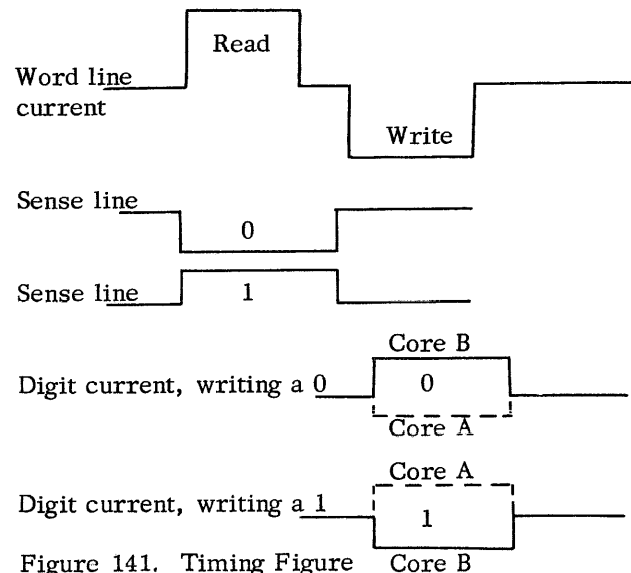 Read
Word line
current
Write
Sense line
0
Sense line
1
Core B
Digit current, writing a 0
0
Core A
Core A
Digit current, writing a 1
1
Figure 141. Timing Figure
Core B